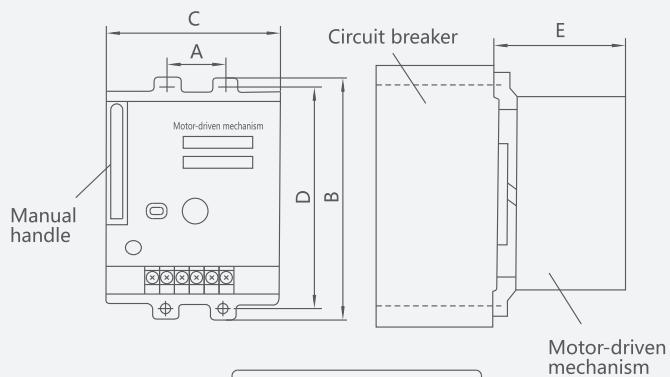 C
A
Circuit breaker
E
Motor-driven mechanism
D
B
Manual
handle
Motor-driven
mechanism